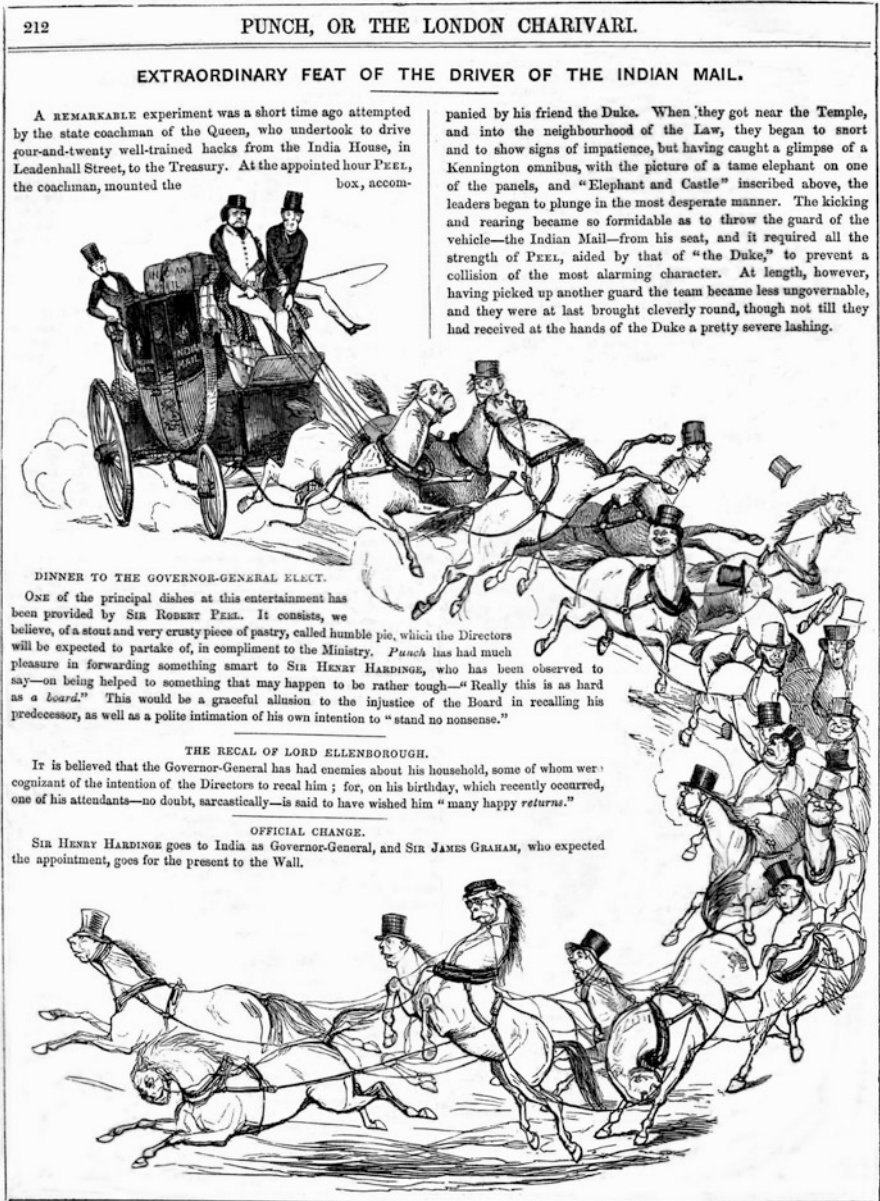 212
PUNCH, OR THE LONDON CHARIVARI.
EXTRAORDINARY FEAT OF THE DRIVER OF THE INDIAN MAIL.
A REMARKABLE experiment was a short time ago attempted
by the state coachman of the Queen, who undertook to drive
four-and-twenty well-trained hacks from the India House, in
Leadenhall Street, to the Treasury. At the appointed hour PEEL,
the coachman, mounted the box, accom-
panied by his friend the Duke. When they got near the Temple,
and into the neighbourhood of the Law, they began to snort
and to show signs of impatience, but having caught a glimpse of a
Kennington omnibus, with the picture of a tame elephant on one
of the panels, and "Elephant and Castle" inscribed above, the
leaders began to plunge in the most desperate manner. The kicking
and rearing became so formidable as to throw the guard of the
vehicle—the Indian Mail—from his seat, and it required all the
strength of PEEL, aided by that of "the Duke," to prevent a
collision of the most alarming character. At length, however,
having picked up another guard the team became less ungovernable,
and they were at last brought cleverly round, though not till they
had received at the hands of the Duke a pretty severe lashing.
INDIAN
MAIL
INDIAN
MAIL
INDIA
MAIL
DINNER TO THE GOVERNOR-GENERAL ELECT.
ONE of the principal dishes at this entertainment has
been provided by SIR ROBERT PEEL. It consists, we
believe, of a stout and very crusty piece of pastry, called humble pie, which the Directors
will be expected to partake of, in compliment to the Ministry. Punch has had much
pleasure in forwarding something smart to SIR HENRY HARDINGE, who has been observed to
say—on being helped to something that may happen to be rather tough—"Really this is as hard
as a board." This would be a graceful allusion to the injustice of the Board in recalling his
predecessor, as well as a polite intimation of his own intention to "stand no nonsense."
THE RECAL OF LORD ELLENBOROUGH.
IT is believed that the Governor-General has had enemies about his household, some of whom were
cognizant of the intention of the Directors to recal him; for, on his birthday, which recently occurred,
one of his attendants—no doubt, sarcastically—is said to have wished him "many happy returns."
OFFICIAL CHANGE.
SIR HENRY HARDINGE goes to India as Governor-General, and SIR JAMES GRAHAM, who expected
the appointment, goes for the present to the Wall.